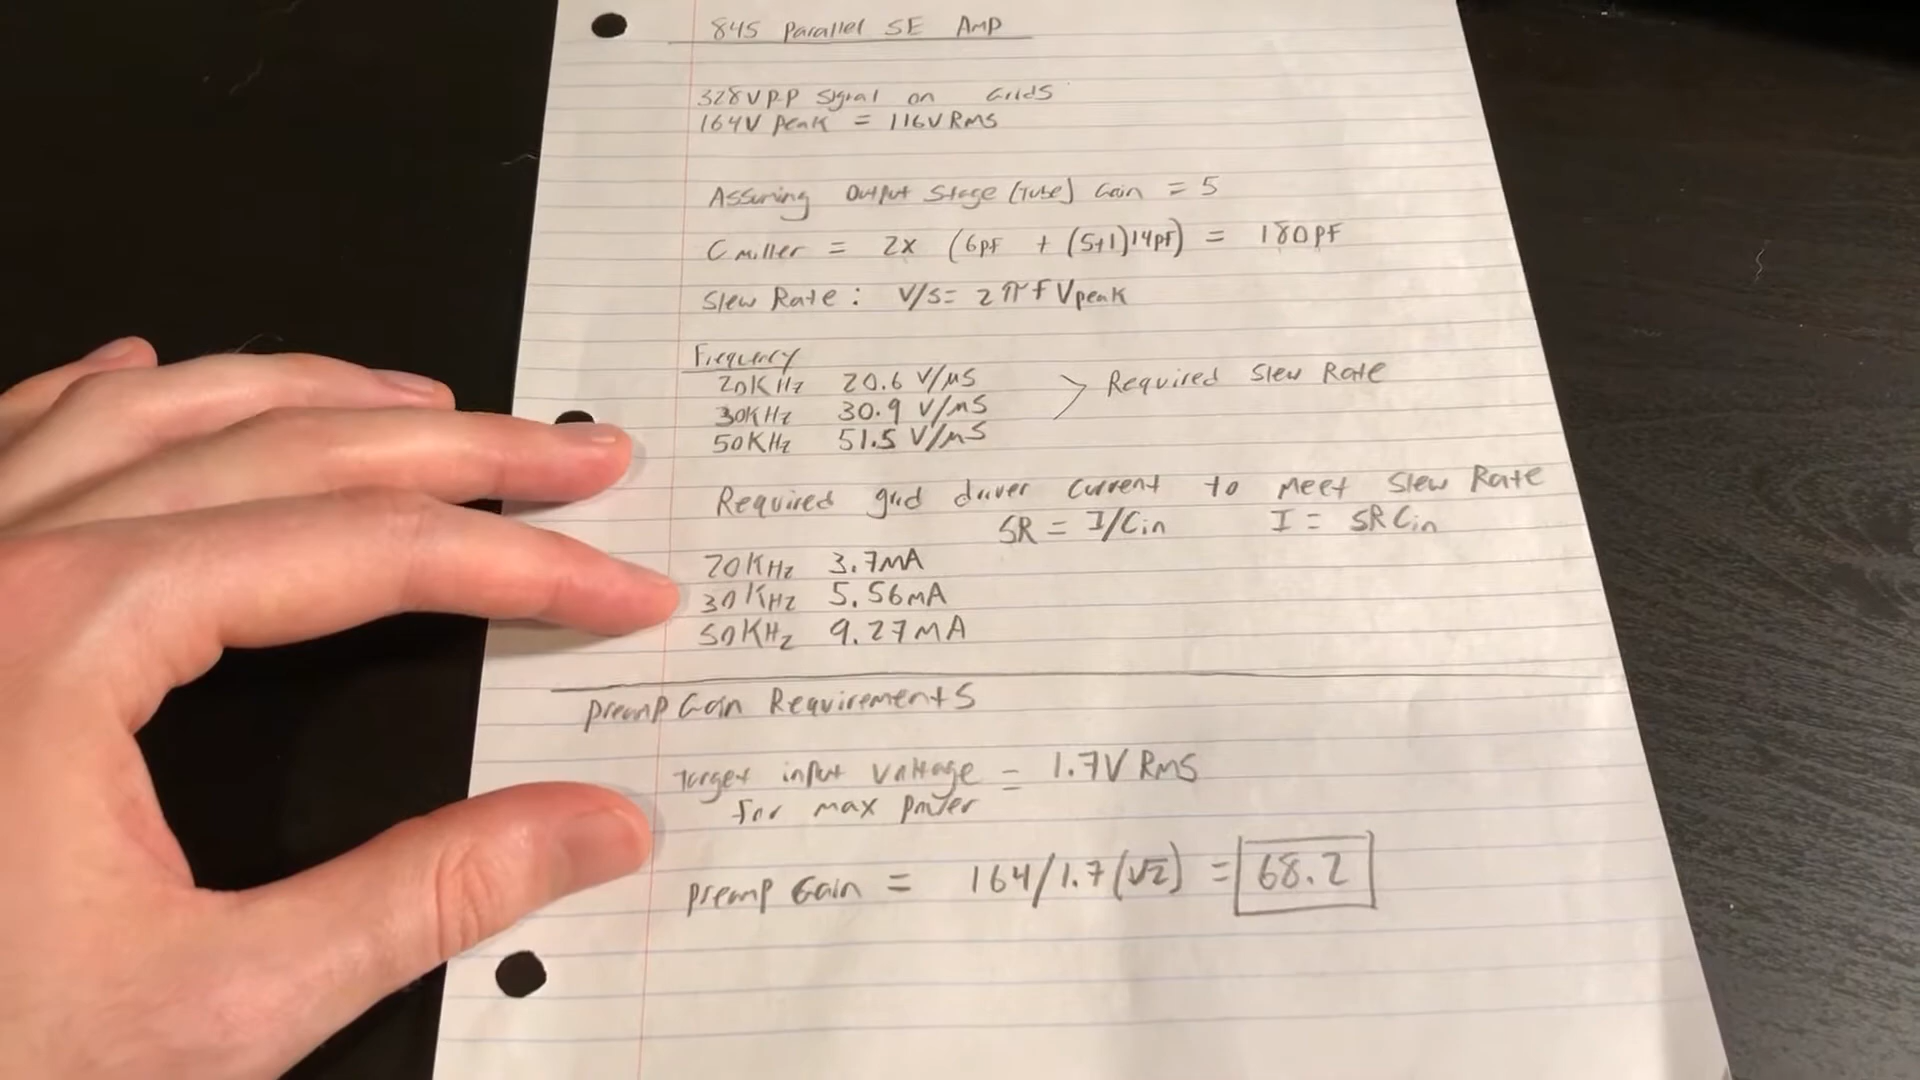 845 Parallel SE Amp
328VPP Signal on Grids
164V Peak = 116V RMS
Assuming Output Stage (Tube) Gain = 5
C miller = 2x (6pf + (5+1)14pf) = 180PF
Slew Rate: V/S = 2πfVpeak
Frequency
20KHz 20.6 V/μS
30KHz 30.9 V/μS
50KHz 51.5 V/μS
> Required Slew Rate
Required grid driver current to meet Slew Rate
SR = I/Cin I = SRCin
20KHz 3.7MA
30KHz 5.56mA
50KHz 9.27MA
Preamp Gain Requirements
Target input Voltage = 1.7V RMS
for max power
Preamp Gain = 164/1.7(√2) = 68.2